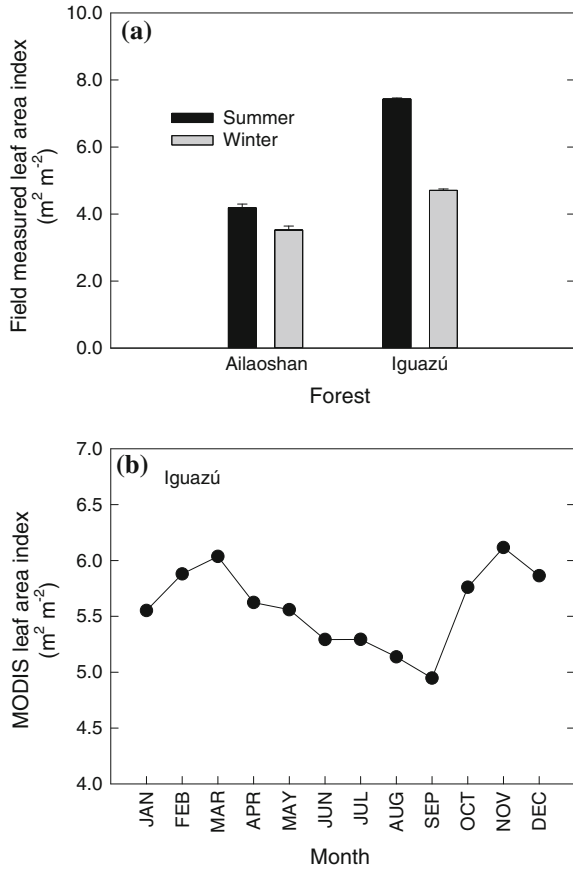 (a)
10.0
8.0
6.0
4.0
2.0
0.0
Field measured leaf area index
(m² m⁻²)
Summer
Winter
Ailaoshan Iguazú
Forest
(b)
Iguazú
7.0
6.5
6.0
5.5
5.0
4.5
4.0
MODIS leaf area index
(m² m⁻²)
JAN FEB MAR APR MAY JUN JUL AUG SEP OCT NOV DEC
Month